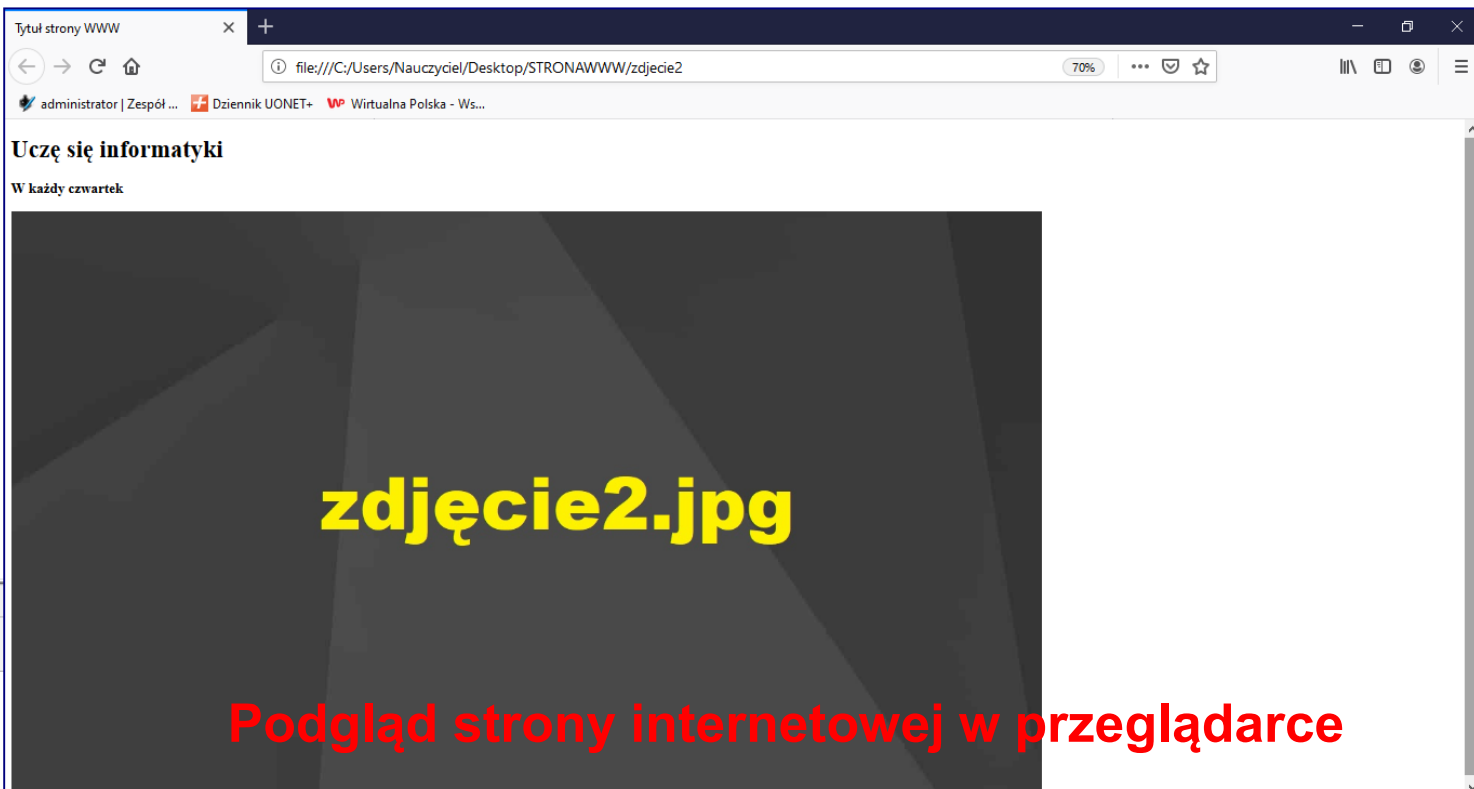 Tytuł strony WWW
file:///C:/Users/Nauczyciel/Desktop/STRONAWWW/zdjecie2
70%
administrator | Zespół ... Dziennik UONET+ WP Wirtualna Polska - Ws...
Uczę się informatyki
W każdy czwartek
zdjęcie2.jpg
Podgląd strony internetowej w przeglądarce